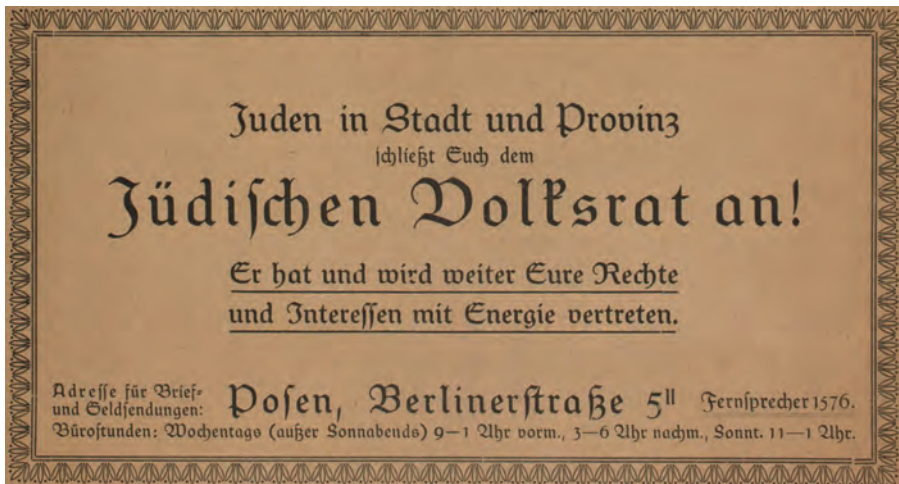 Juden in Stadt und Provinz
schließt Euch dem
Jüdischen Volksrat an!
Er hat und wird weiter Eure Rechte
und Interessen mit Energie vertreten.
Adresse für Brief-
und Geldsendungen:
Posen, Berlinerstraße 5II
Fernsprecher 1576.
Bürostunden: Wochentags (außer Sonnabends) 9—1 Uhr vorm., 3—6 Uhr nachm., Sonnt. 11—1 Uhr.